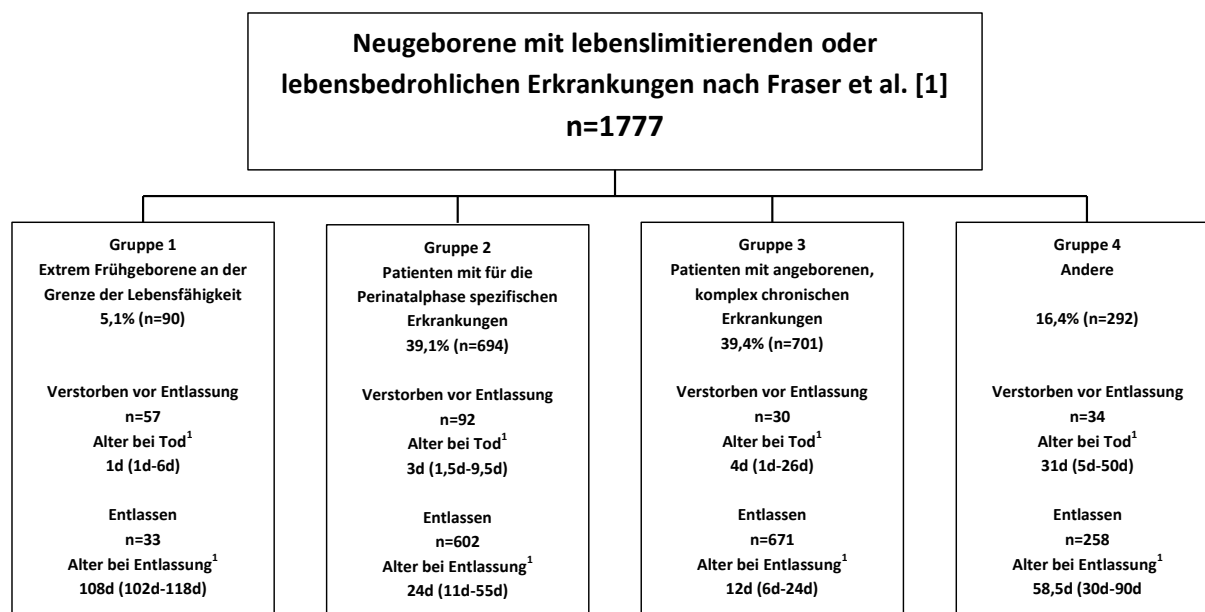 Neugeborene mit lebenslimitierenden oder
lebensbedrohlichen Erkrankungen nach Fraser et al. [1]
n=1777
Gruppe 1
Extrem Frühgeborene an der
Grenze der Lebensfähigkeit
5,1% (n=90)
Verstorben vor Entlassung
n=57
Alter bei Tod¹
1d (1d-6d)
Entlassen
n=33
Alter bei Entlassung¹
108d (102d-118d)
Gruppe 2
Patienten mit für die
Perinatalphase spezifischen
Erkrankungen
39,1% (n=694)
Verstorben vor Entlassung
n=92
Alter bei Tod¹
3d (1,5d-9,5d)
Entlassen
n=602
Alter bei Entlassung¹
24d (11d-55d)
Gruppe 3
Patienten mit angeborenen,
komplex chronischen
Erkrankungen
39,4% (n=701)
Verstorben vor Entlassung
n=30
Alter bei Tod¹
4d (1d-26d)
Entlassen
n=671
Alter bei Entlassung¹
12d (6d-24d)
Gruppe 4
Andere
16,4% (n=292)
Verstorben vor Entlassung
n=34
Alter bei Tod¹
31d (5d-50d)
Entlassen
n=258
Alter bei Entlassung¹
58,5d (30d-90d